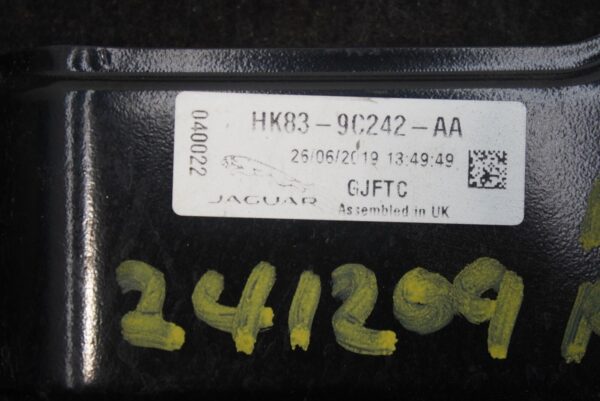 040022
HK83-9C242-AA
26/06/2019 13:49:49
JAGUAR
GJFTC
Assembled in UK
241209